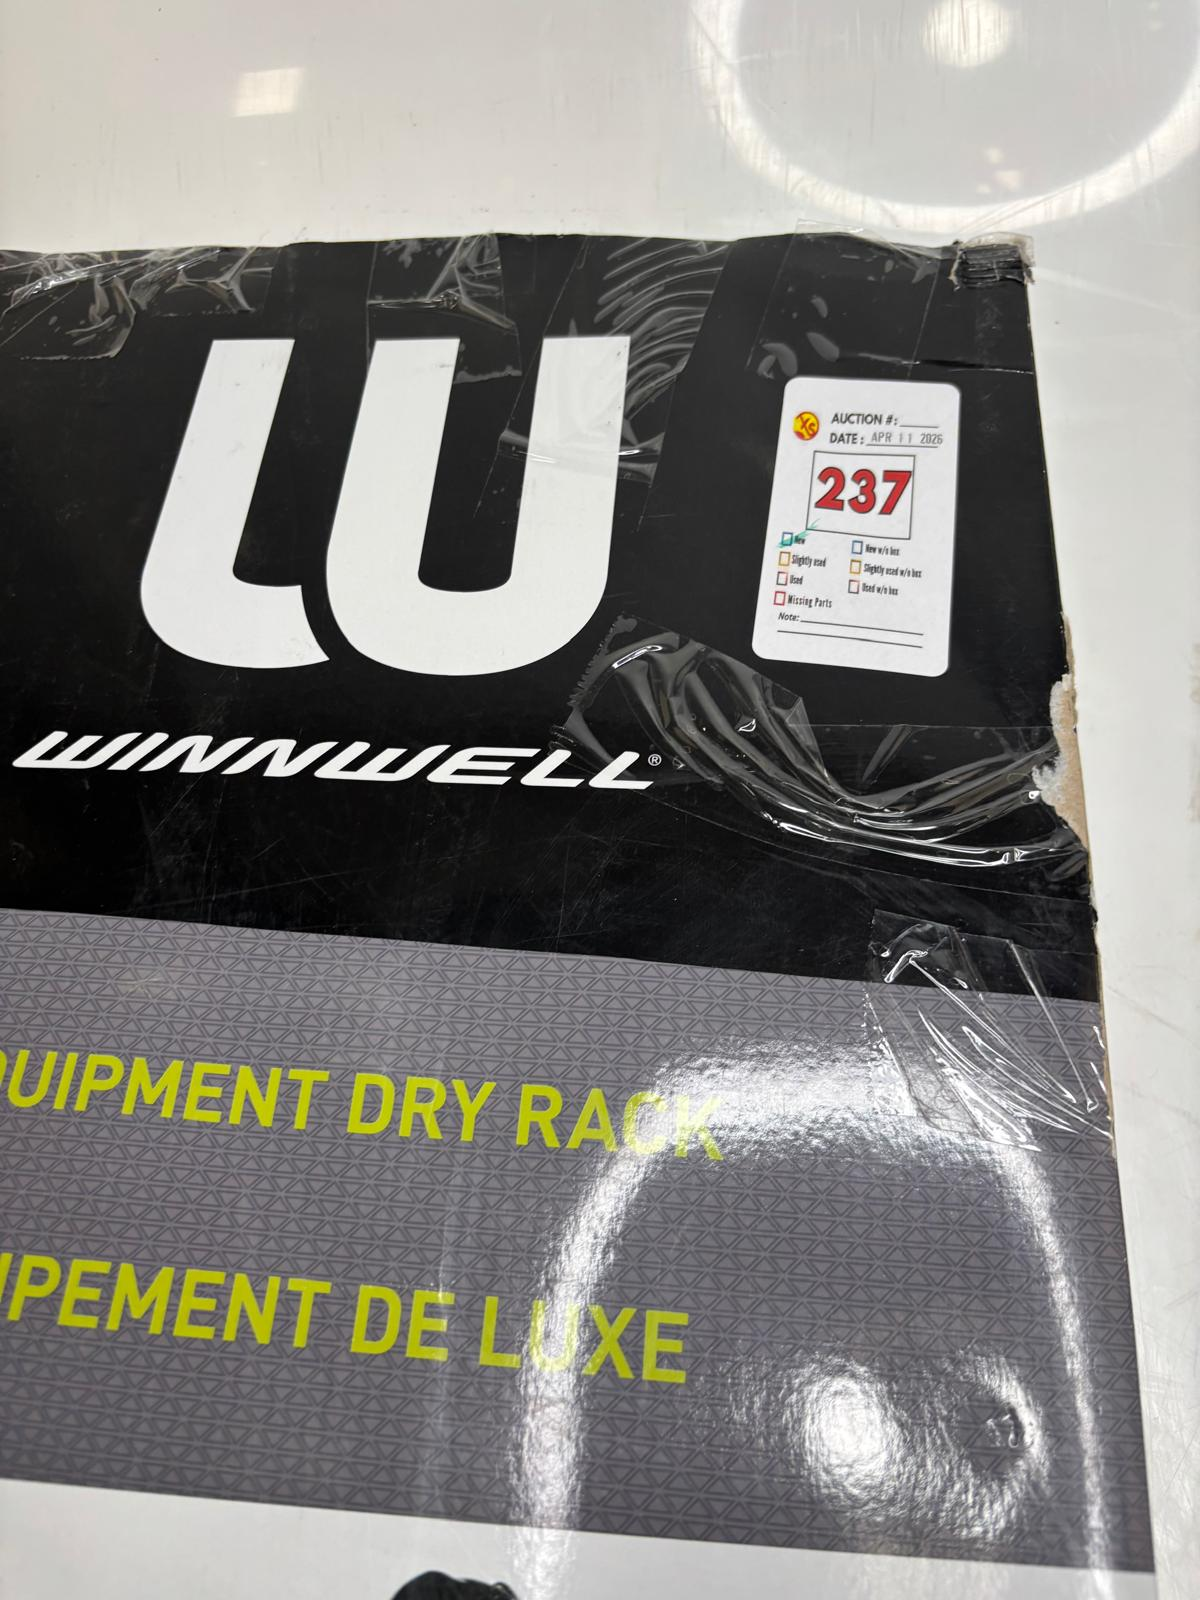 AUCTION #:
DATE: APR 11 2026
237
New
New w/o box
Slightly used
Slightly used w/o box
Used
Used w/o box
Missing Parts
Note:
WINNWELL®
QUIPMENT DRY RACK
IPEMENT DE LUXE